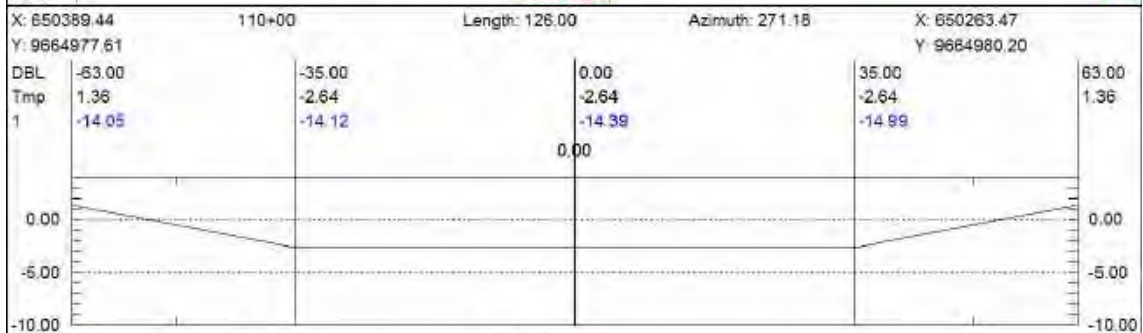 X: 650389.44 110+00 Length: 126.00 Azimuth: 271.18 X: 650263.47
Y: 9664977.61 Y: 9664980.20
DBL -63.00 -35.00 0.00 35.00 63.00
Tmp 1.36 -2.64 -2.64 -2.64 1.36
1 -14.05 -14.12 -14.39 -14.99
0.00
0.00 0.00
-5.00 -5.00
-10.00 -10.00